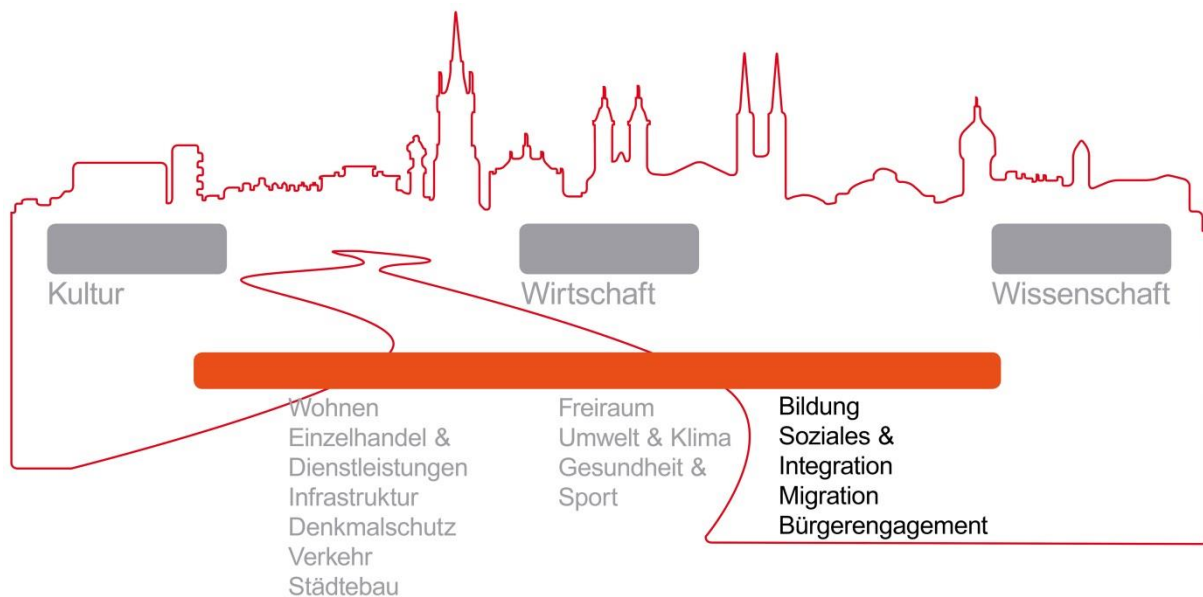 Kultur
Wirtschaft
Wissenschaft
Wohnen
Einzelhandel &
Dienstleistungen
Infrastruktur
Denkmalschutz
Verkehr
Städtebau
Freiraum
Umwelt & Klima
Gesundheit &
Sport
Bildung
Soziales &
Integration
Migration
Bürgerengagement